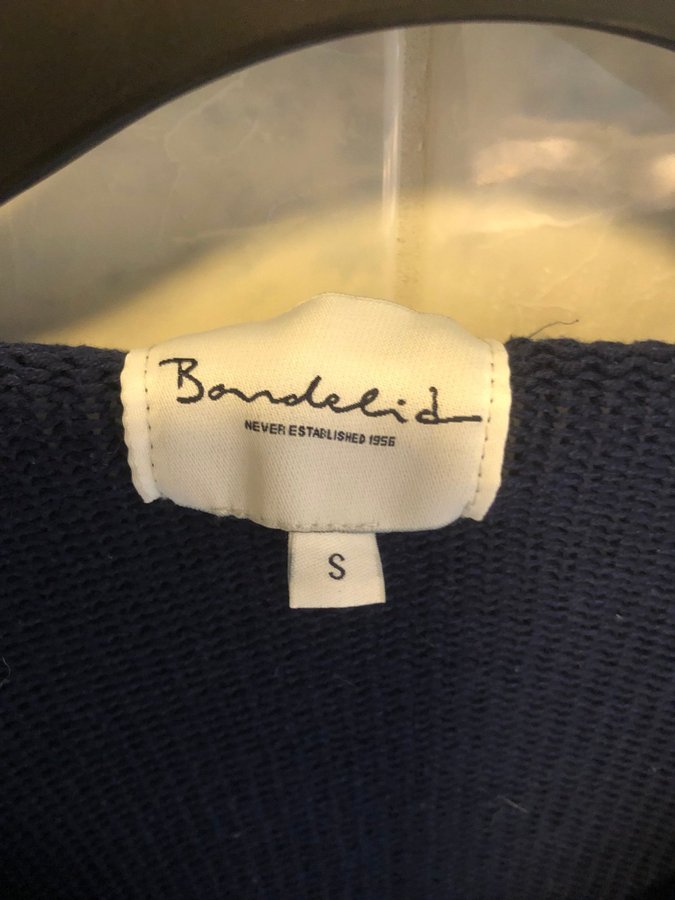 Bondelid
NEVER ESTABLISHED 1956
S